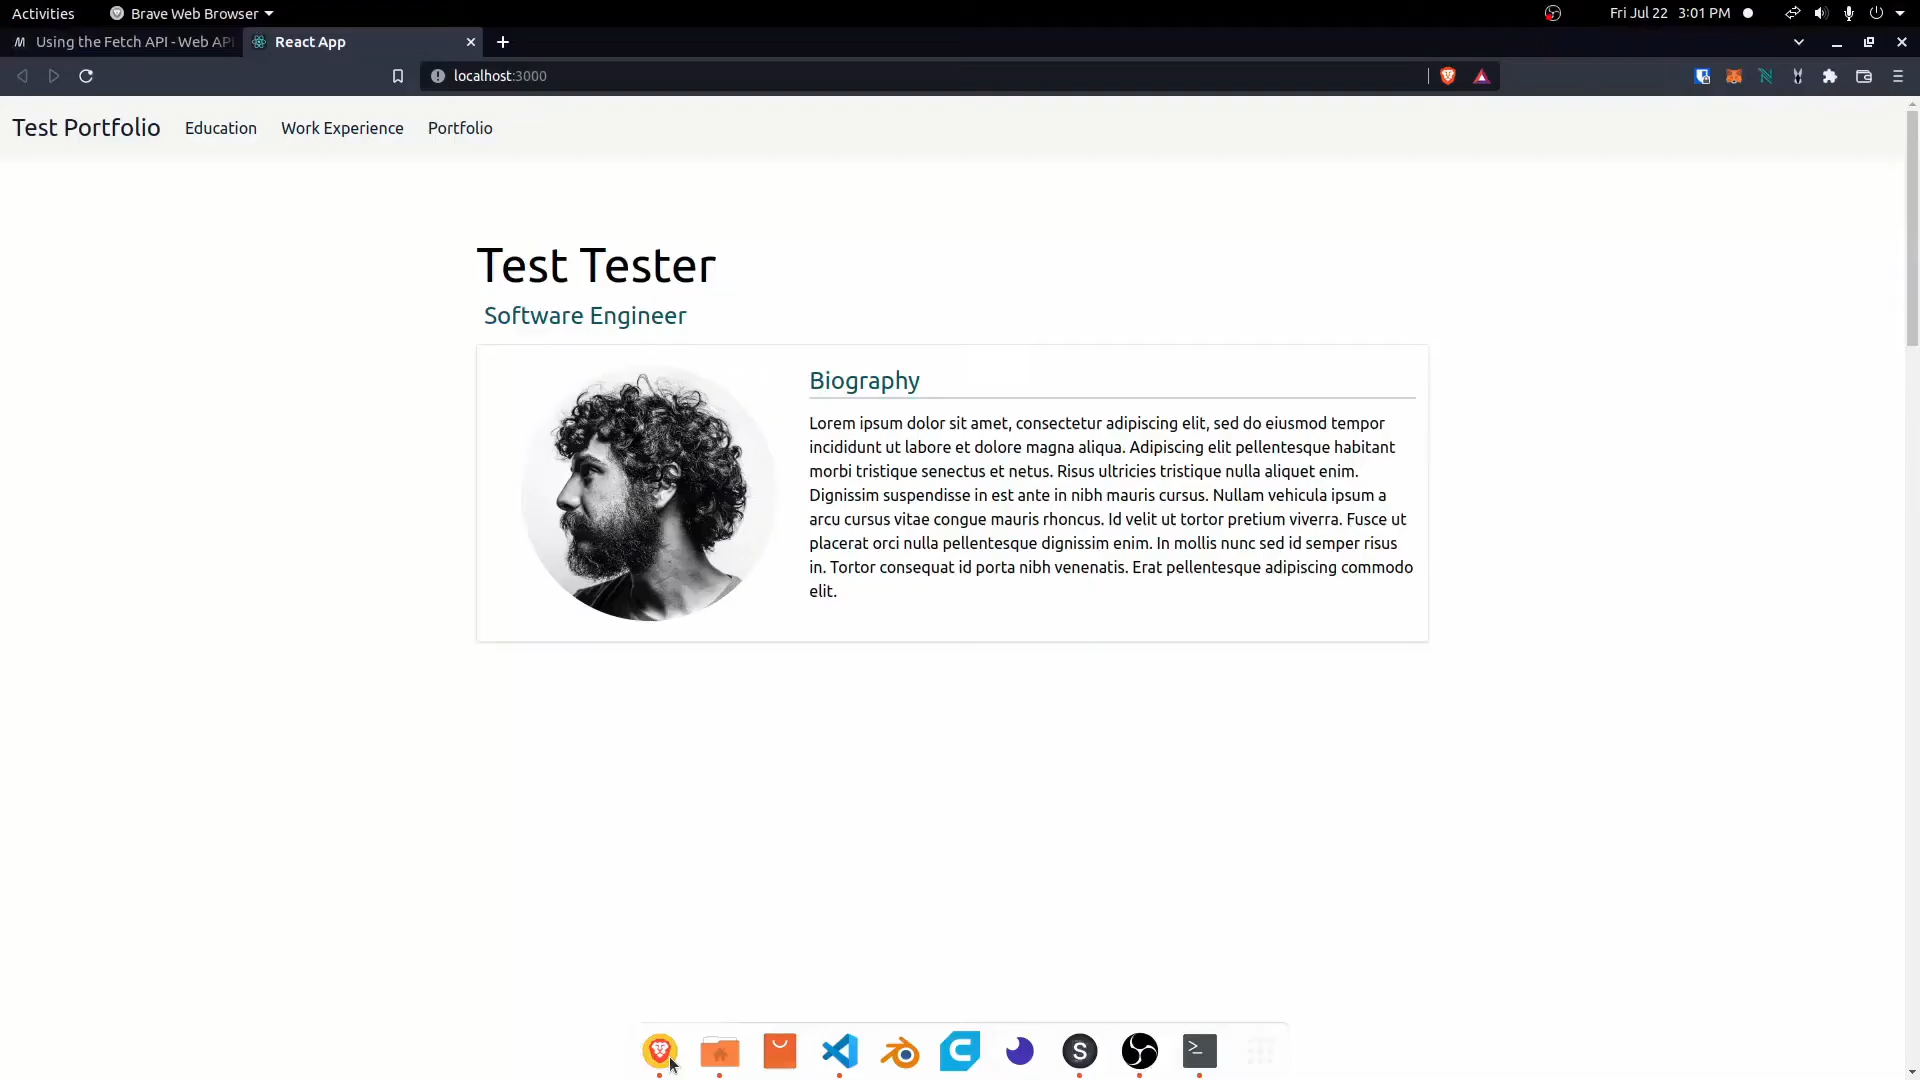 Activities
Brave Web Browser
Fri Jul 22 3:01 PM
Using the Fetch API - Web AP
React App
localhost:3000
Test Portfolio
Education
Work Experience
Portfolio
Test Tester
Software Engineer
Biography
Lorem ipsum dolor sit amet, consectetur adipiscing elit, sed do eiusmod tempor
incididunt ut labore et dolore magna aliqua. Adipiscing elit pellentesque habitant
morbi tristique senectus et netus. Risus ultricies tristique nulla aliquet enim.
Dignissim suspendisse in est ante in nibh mauris cursus. Nullam vehicula ipsum a
arcu cursus vitae congue mauris rhoncus. Id velit ut tortor pretium viverra. Fusce ut
placerat orci nulla pellentesque dignissim enim. In mollis nunc sed id semper risus
in. Tortor consequat id porta nibh venenatis. Erat pellentesque adipiscing commodo
elit.
S